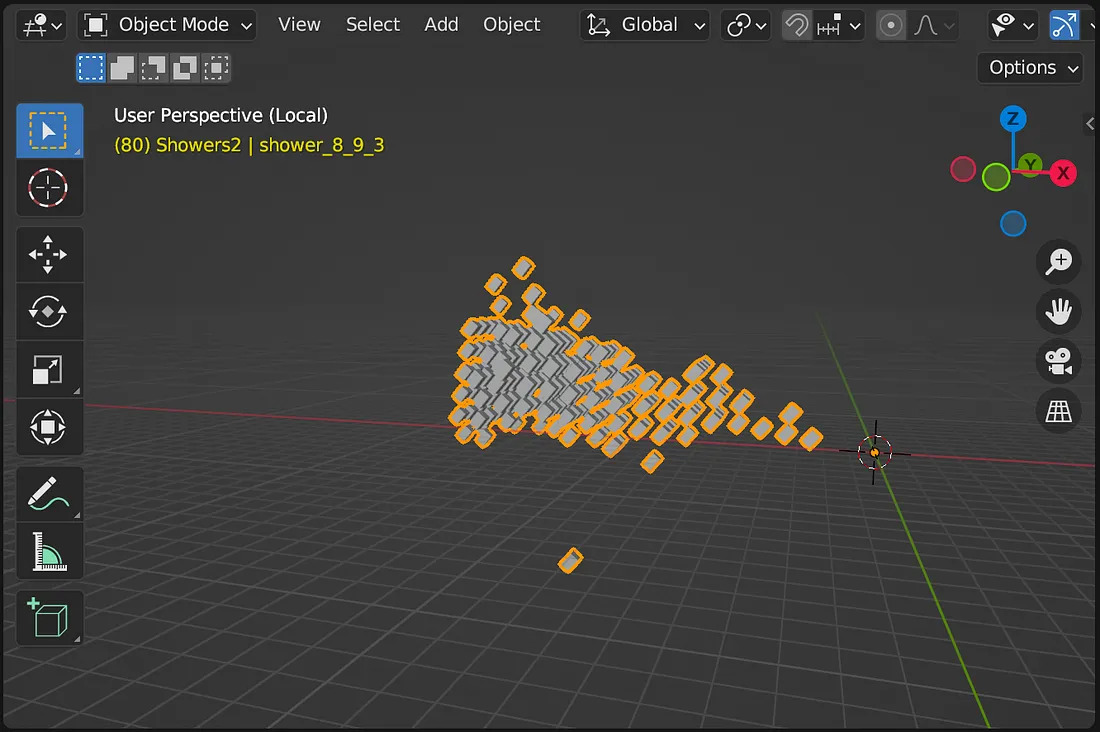 Object Mode View Select Add Object Global
Options
User Perspective (Local)
(80) Showers2 | shower_8_9_3
Z
Y
X